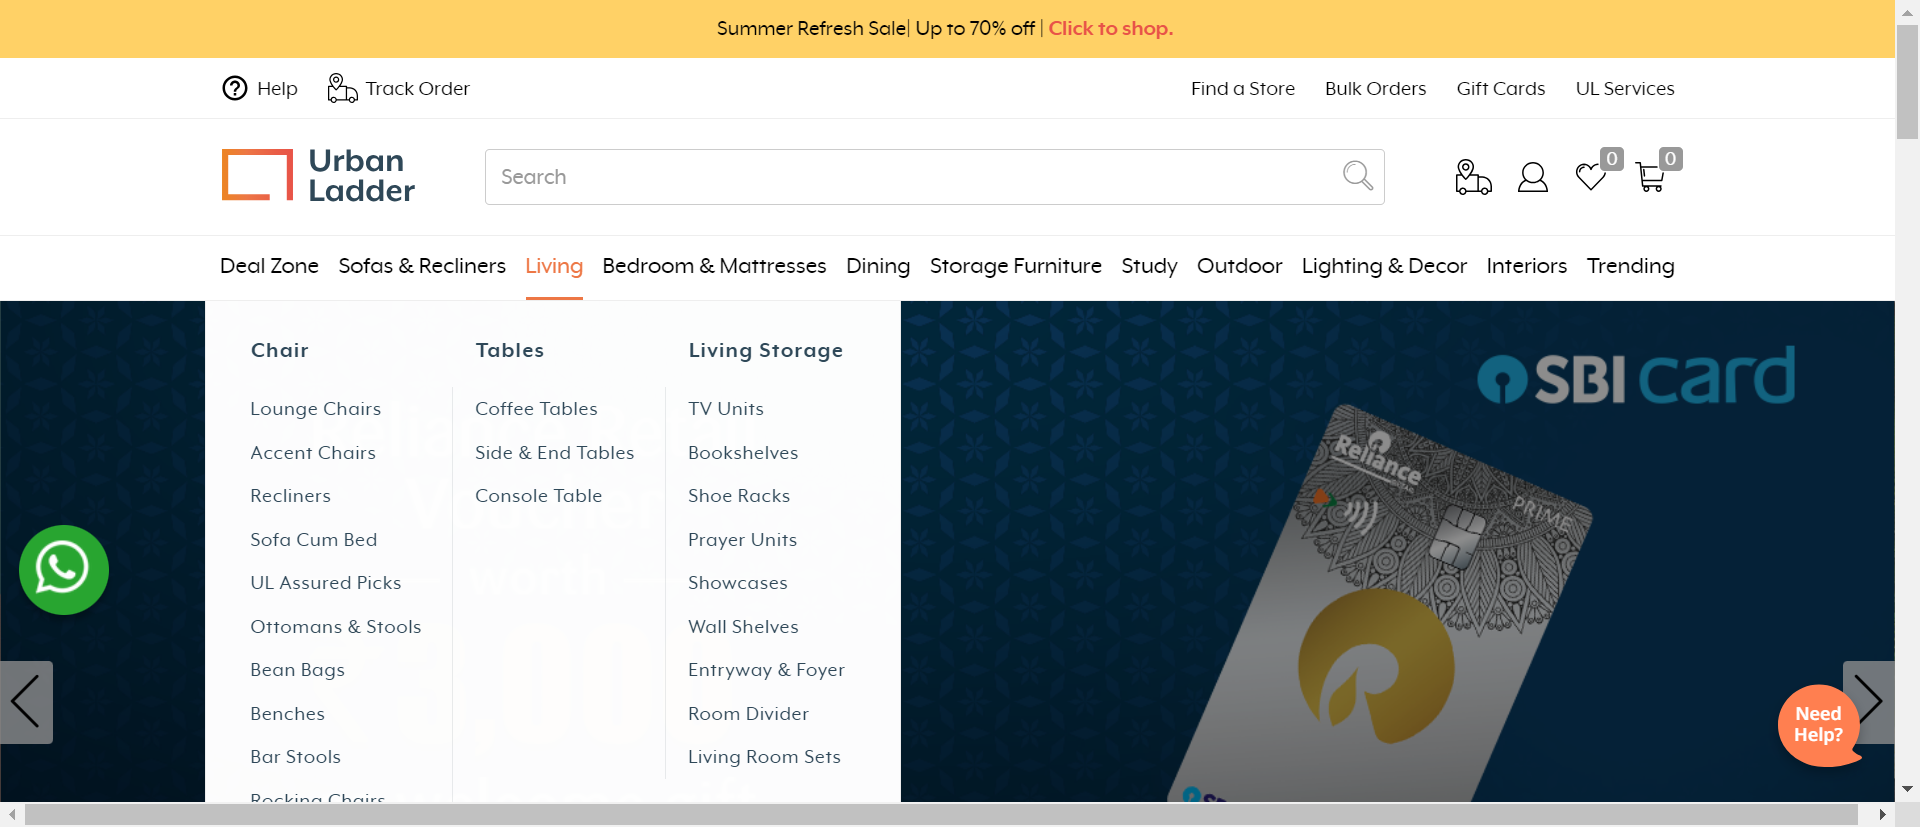 Summer Refresh Sale| Up to 70% off | Click to shop.
Help
Track Order
Find a Store
Bulk Orders
Gift Cards
UL Services
Urban
Ladder
Search
0
0
Deal Zone
Sofas & Recliners
Living
Bedroom & Mattresses
Dining
Storage Furniture
Study
Outdoor
Lighting & Decor
Interiors
Trending
Chair
Lounge Chairs
Accent Chairs
Recliners
Sofa Cum Bed
UL Assured Picks
Ottomans & Stools
Bean Bags
Benches
Bar Stools
Rocking Chairs
Tables
Coffee Tables
Side & End Tables
Console Table
Living Storage
TV Units
Bookshelves
Shoe Racks
Prayer Units
Showcases
Wall Shelves
Entryway & Foyer
Room Divider
Living Room Sets
SBI card
Reliance
PRIME
Need
Help?